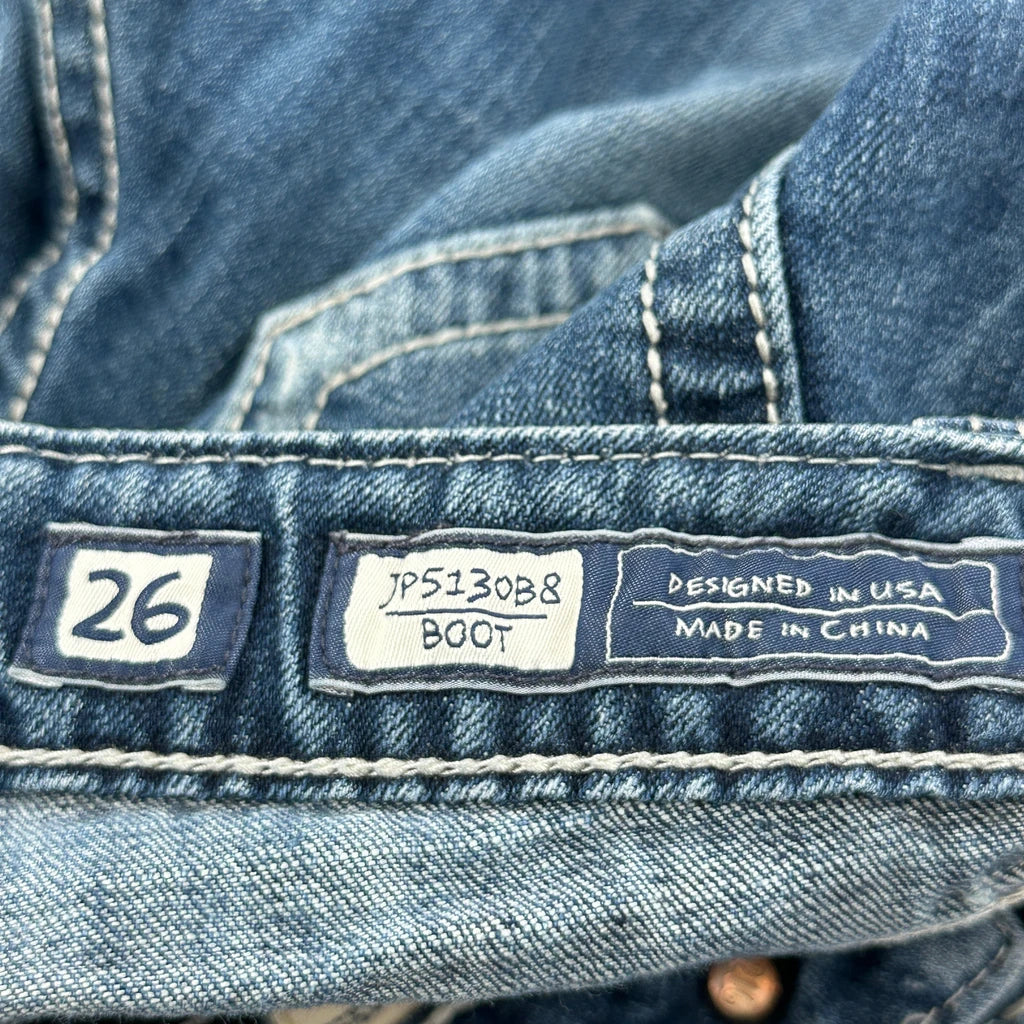 26
JP5130B8
BOOT
DESIGNED IN USA
MADE IN CHINA